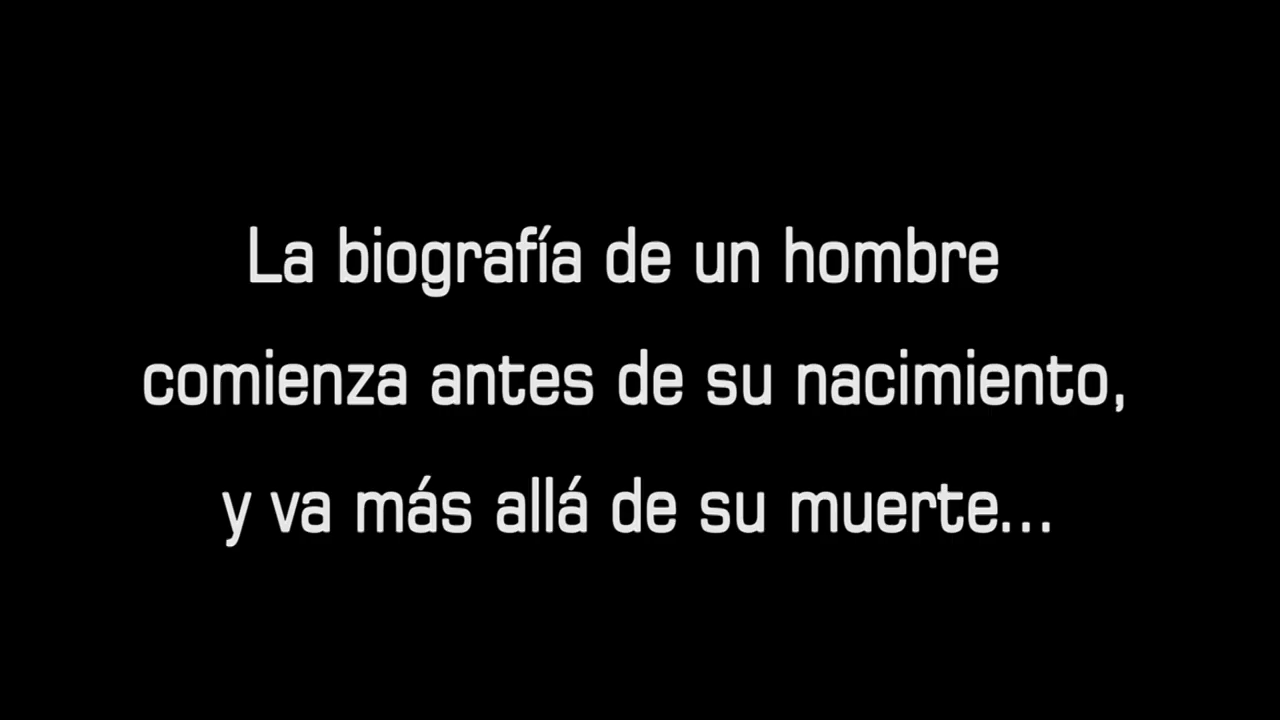 La biografía de un hombre
comienza antes de su nacimiento,
y va más allá de su muerte...